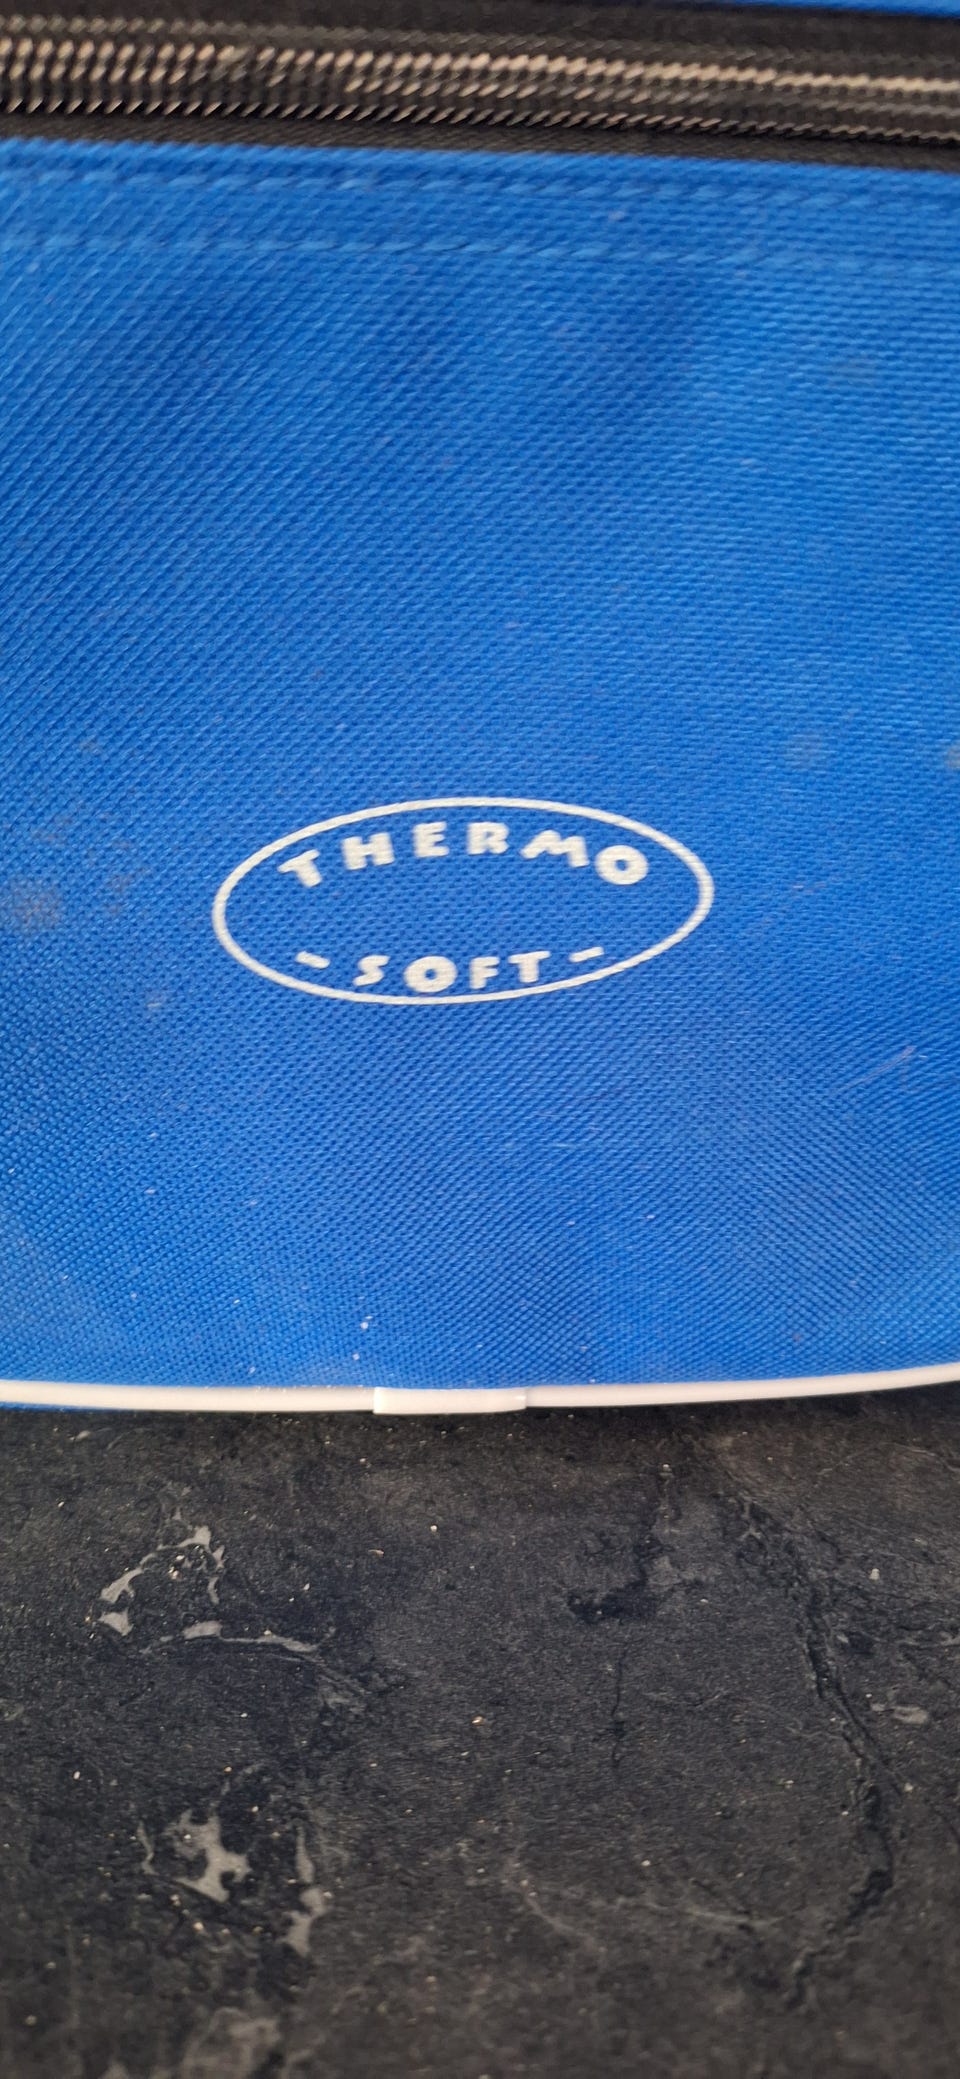 THERMO
- SOFT -